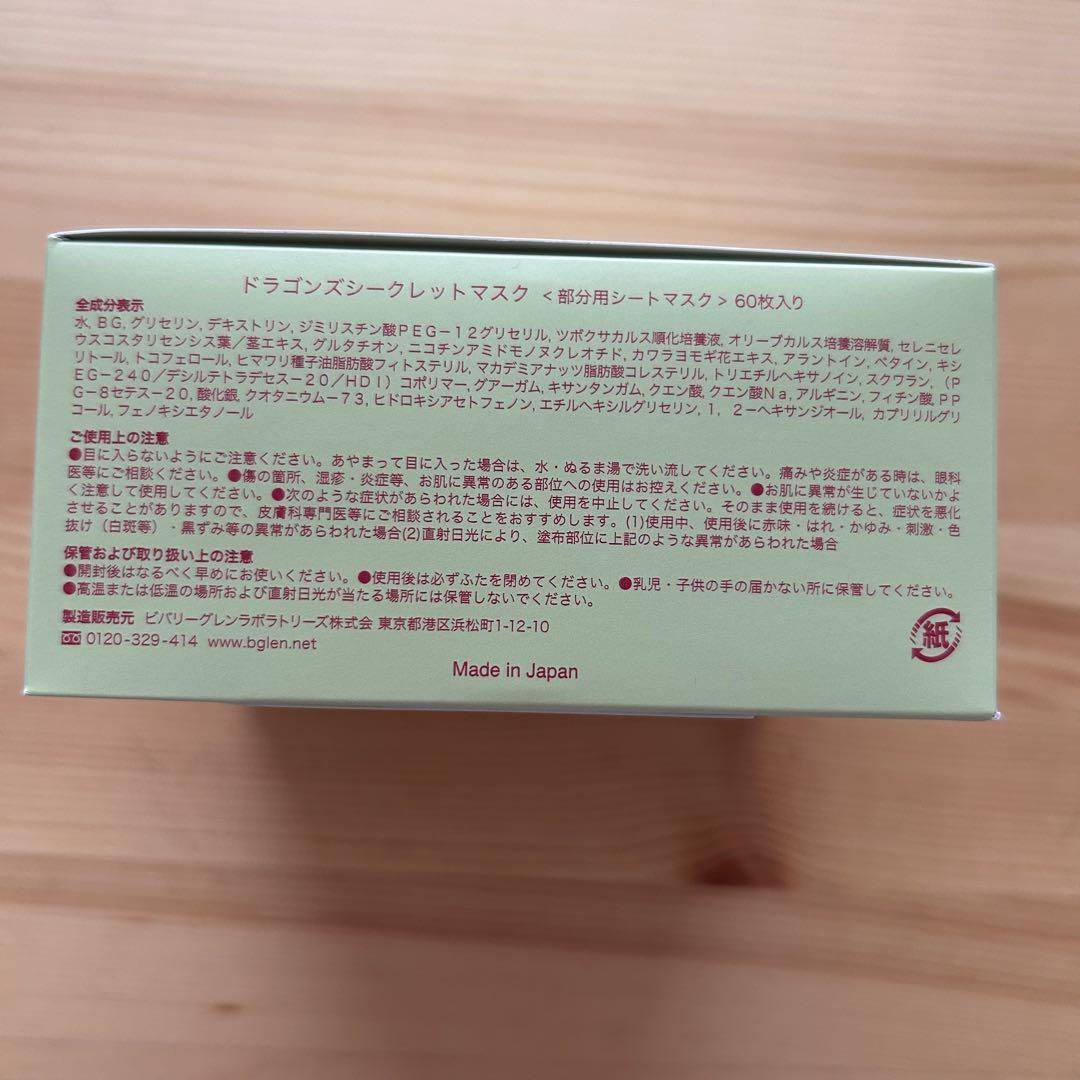 ドラゴンズシークレットマスク <部分用シートマスク> 60枚入り
全成分表示
水, BG, グリセリン, デキストリン, ジミリスチン酸PEG－12グリセリル, ツボクサカルス順化培養液, オリーブカルス培養溶解質, セレニセレ
ウスコスタリセンシス葉／茎エキス, グルタチオン, ニコチンアミドモノヌクレオチド, カワラヨモギ花エキス, アラントイン, ベタイン, キシ
リトール, トコフェロール, ヒマワリ種子油脂肪酸フィトステリル, マカデミアナッツ脂肪酸コレステリル, トリエチルヘキサノイン, スクワラン, （P
EG－240／デシルテトラデセス－20／HDI）コポリマー, グアーガム, キサンタンガム, クエン酸, クエン酸Na, アルギニン, フィチン酸, PP
G－8セテス－20, 酸化銀, クオタニウム－73, ヒドロキシアセトフェノン, エチルヘキシルグリセリン, 1，2－ヘキサンジオール, カプリリルグリ
コール, フェノキシエタノール
ご使用上の注意
●目に入らないようにご注意ください。あやまって目に入った場合は、水・ぬるま湯で洗い流してください。痛みや炎症がある時は、眼科
医等にご相談ください。●傷の箇所、湿疹・炎症等、お肌に異常のある部位への使用はお控えください。●お肌に異常が生じていないかよ
く注意して使用してください。●次のような症状があらわれた場合には、使用を中止してください。そのまま使用を続けると、症状を悪化
させることがありますので、皮膚科専門医等にご相談されることをおすすめします。(1)使用中、使用後に赤味・はれ・かゆみ・刺激・色
抜け（白斑等）・黒ずみ等の異常があらわれた場合(2)直射日光により、塗布部位に上記のような異常があらわれた場合
保管および取り扱い上の注意
●開封後はなるべく早めにお使いください。●使用後は必ずふたを閉めてください。●乳児・子供の手の届かない所に保管してください。
●高温または低温の場所および直射日光が当たる場所には保管しないでください。
製造販売元 ビバリーグレンラボラトリーズ株式会 東京都港区浜松町1-12-10
0120-329-414 www.bglen.net
紙
Made in Japan